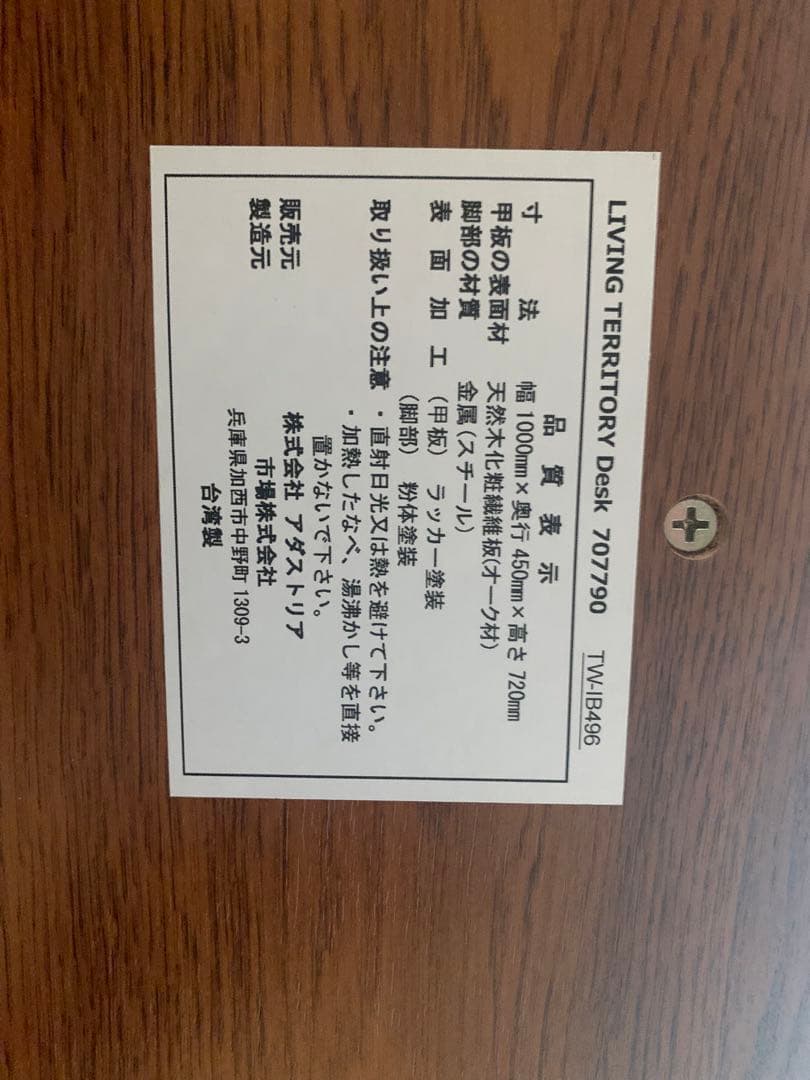 LIVING TERRITORY Desk 707790 TW-IB496
品 質 表 示
寸 法 幅 1000mm×奥行 450mm×高さ 720mm
甲板の表面材 天然木化粧繊維板(オーク材)
脚部の材質 金属(スチール)
表 面 加 工 (甲板) ラッカー塗装
(脚部) 粉体塗装
取り扱い上の注意 ・直射日光又は熱を避けて下さい。
・加熱したなべ、湯沸かし等を直接
置かないで下さい。
販売元 株式会社 アダストリア
製造元 市場株式会社
兵庫県加西市中野町1309-3
台湾製